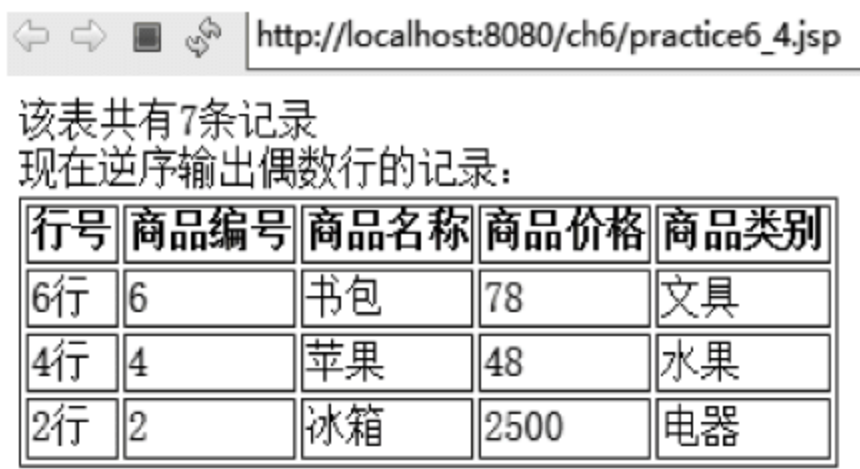 http://localhost:8080/ch6/practice6_4.jsp
该表共有7条记录
现在逆序输出偶数行的记录：
行号 商品编号 商品名称 商品价格 商品类别
6行 6 书包 78 文具
4行 4 苹果 48 水果
2行 2 冰箱 2500 电器